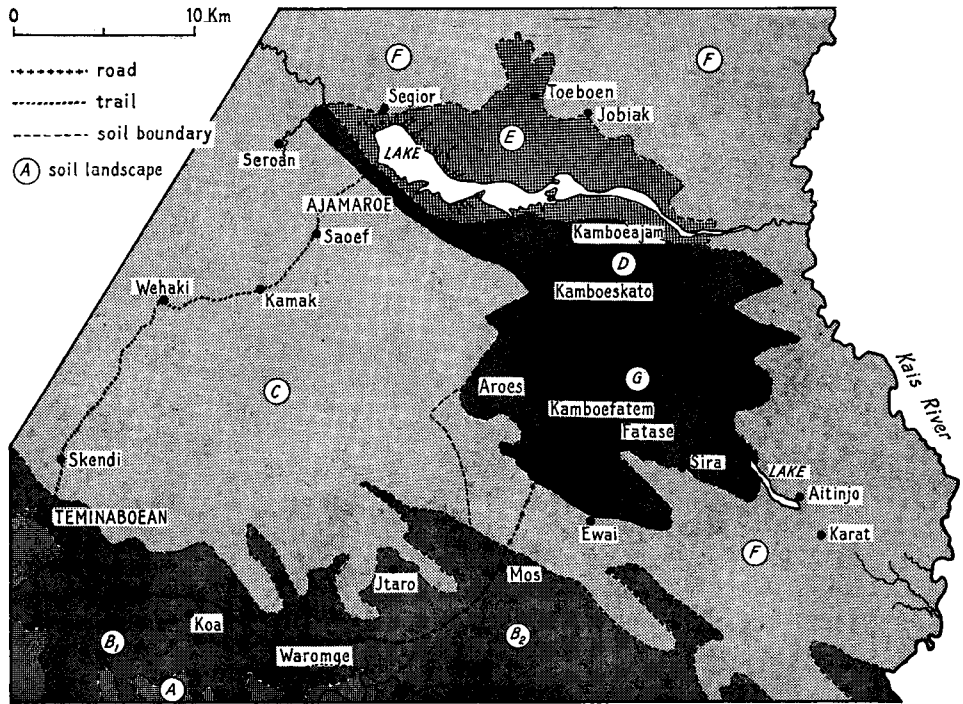 0 10 Km
road
trail
soil boundary
A soil landscape
F
F
Segior
Toeboen
Jobiak
E
Seroan
LAKE
AJAMAROE
Kamboeajam
Saoef
D
Wehaki
Kamak
Kamboeskato
Kais River
C
Aroes
G
Kamboefatem
Fatase
Skendi
Sira
LAKE
Aitinjo
TEMINABOEAN
Ewai
Karat
F
Jtaro
Mos
Koa
B1
B2
Waromge
A